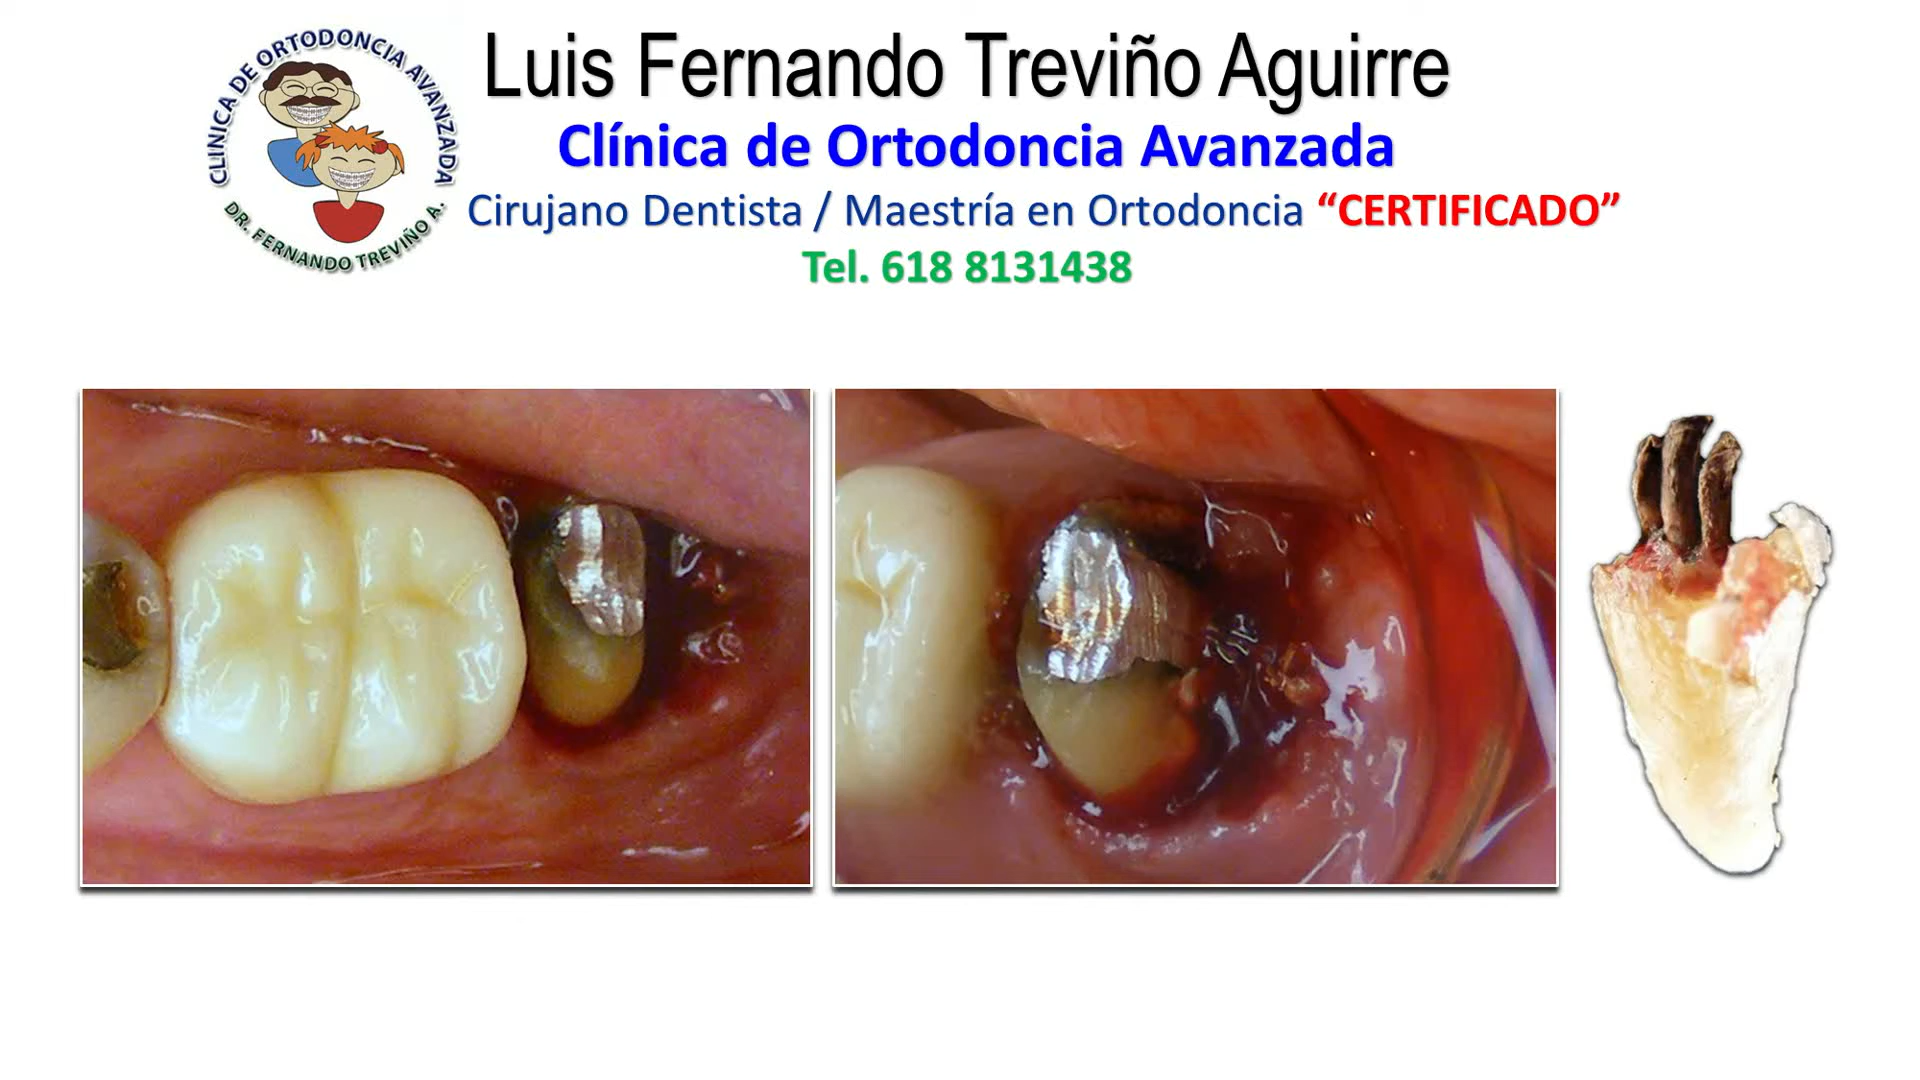 CLINICA DE ORTODONCIA AVANZADA
DR. FERNANDO TREVIÑO A.
Luis Fernando Treviño Aguirre
Clínica de Ortodoncia Avanzada
Cirujano Dentista / Maestría en Ortodoncia “CERTIFICADO”
Tel. 618 8131438